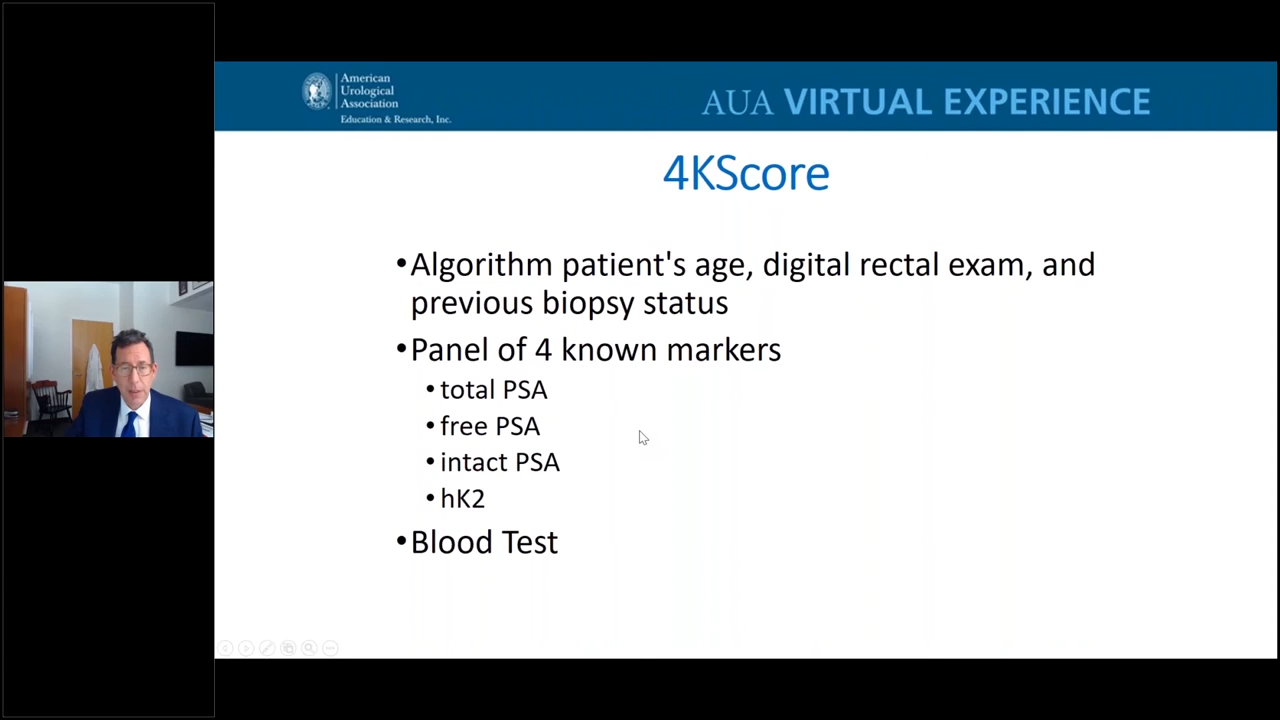 American
Urological
Association
Education & Research, Inc.
AUA VIRTUAL EXPERIENCE
4KScore
•Algorithm patient's age, digital rectal exam, and
previous biopsy status
•Panel of 4 known markers
• total PSA
• free PSA
• intact PSA
• hK2
•Blood Test